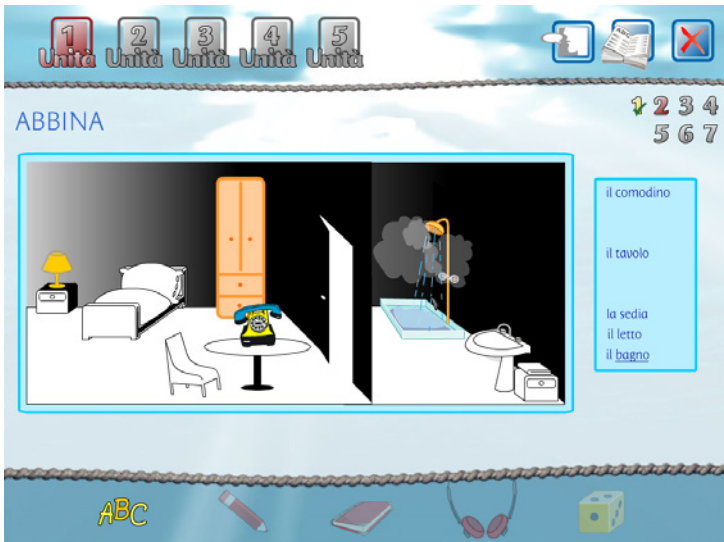 1 2 3 4 5
Unità Unità Unità Unità Unità
ABC
1 2 3 4
5 6 7
ABBINA
il comodino
il tavolo
la sedia
il letto
il bagno
ABC